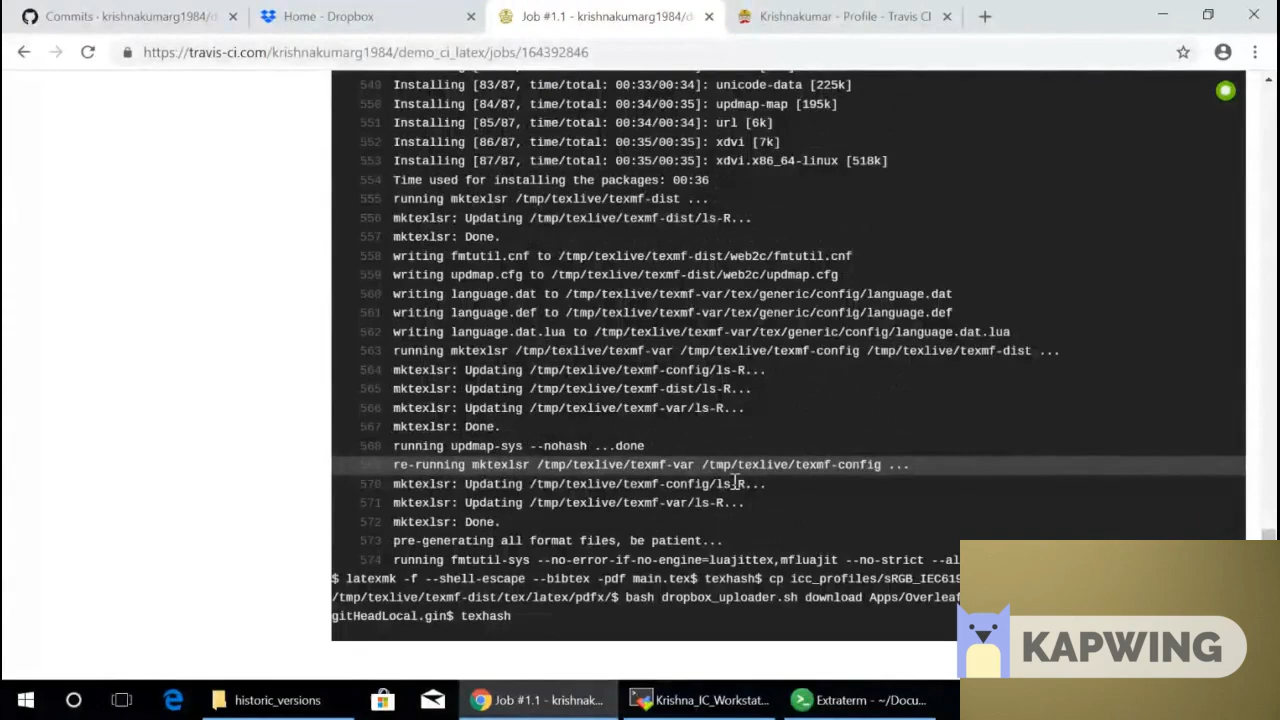 Commits · krishnakumarg1984/d
Home - Dropbox
Job #1.1 - krishnakumarg1984/d
Krishnakumar - Profile - Travis CI
https://travis-ci.com/krishnakumarg1984/demo_ci_latex/jobs/164392846
549 Installing [83/87, time/total: 00:33/00:34]: unicode-data [225k]
550 Installing [84/87, time/total: 00:34/00:35]: updmap-map [195k]
551 Installing [85/87, time/total: 00:34/00:34]: url [6k]
552 Installing [86/87, time/total: 00:35/00:35]: xdvi [7k]
553 Installing [87/87, time/total: 00:35/00:35]: xdvi.x86_64-linux [518k]
554 Time used for installing the packages: 00:36
555 running mktexlsr /tmp/texlive/texmf-dist ...
556 mktexlsr: Updating /tmp/texlive/texmf-dist/ls-R...
557 mktexlsr: Done.
558 writing fmtutil.cnf to /tmp/texlive/texmf-dist/web2c/fmtutil.cnf
559 writing updmap.cfg to /tmp/texlive/texmf-dist/web2c/updmap.cfg
560 writing language.dat to /tmp/texlive/texmf-var/tex/generic/config/language.dat
561 writing language.def to /tmp/texlive/texmf-var/tex/generic/config/language.def
562 writing language.dat.lua to /tmp/texlive/texmf-var/tex/generic/config/language.dat.lua
563 running mktexlsr /tmp/texlive/texmf-var /tmp/texlive/texmf-config /tmp/texlive/texmf-dist ...
564 mktexlsr: Updating /tmp/texlive/texmf-config/ls-R...
565 mktexlsr: Updating /tmp/texlive/texmf-dist/ls-R...
566 mktexlsr: Updating /tmp/texlive/texmf-var/ls-R...
567 mktexlsr: Done.
568 running updmap-sys --nohash ...done
569 re-running mktexlsr /tmp/texlive/texmf-var /tmp/texlive/texmf-config ...
570 mktexlsr: Updating /tmp/texlive/texmf-config/ls-R...
571 mktexlsr: Updating /tmp/texlive/texmf-var/ls-R...
572 mktexlsr: Done.
573 pre-generating all format files, be patient...
574 running fmtutil-sys --no-error-if-no-engine=luajittex,mfluajit --no-strict --al
$ latexmk -f --shell-escape --bibtex -pdf main.tex$ texhash$ cp icc_profiles/sRGB_IEC619
/tmp/texlive/texmf-dist/tex/latex/pdfx/$ bash dropbox_uploader.sh download Apps/Overleaf
gitHeadLocal.gin$ texhash
KAPWING
historic_versions
Job #1.1 - krishnak...
Krishna_IC_Workstat...
Extraterm - ~/Docu...